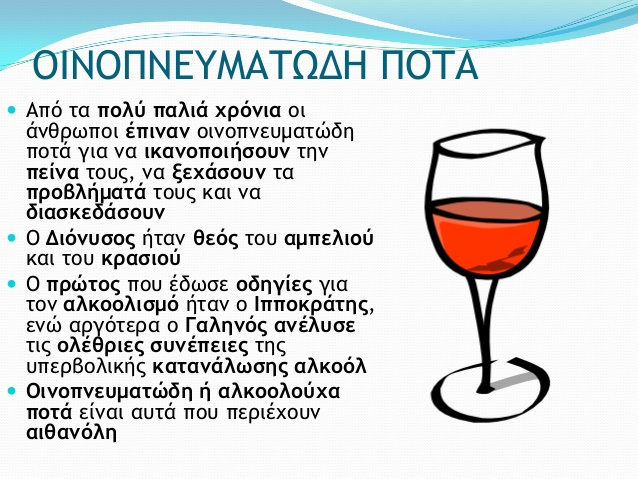 ΟΙΝΟΠΝΕΥΜΑΤΩΔΗ ΠΟΤΑ
• Από τα πολύ παλιά χρόνια οι
άνθρωποι έπιναν οινοπνευματώδη
ποτά για να ικανοποιήσουν την
πείνα τους, να ξεχάσουν τα
προβλήματά τους και να
διασκεδάσουν
• Ο Διόνυσος ήταν θεός του αμπελιού
και του κρασιού
• Ο πρώτος που έδωσε οδηγίες για
τον αλκοολισμό ήταν ο Ιπποκράτης,
ενώ αργότερα ο Γαληνός ανέλυσε
τις ολέθριες συνέπειες της
υπερβολικής κατανάλωσης αλκοόλ
• Οινοπνευματώδη ή αλκοολούχα
ποτά είναι αυτά που περιέχουν
αιθανόλη